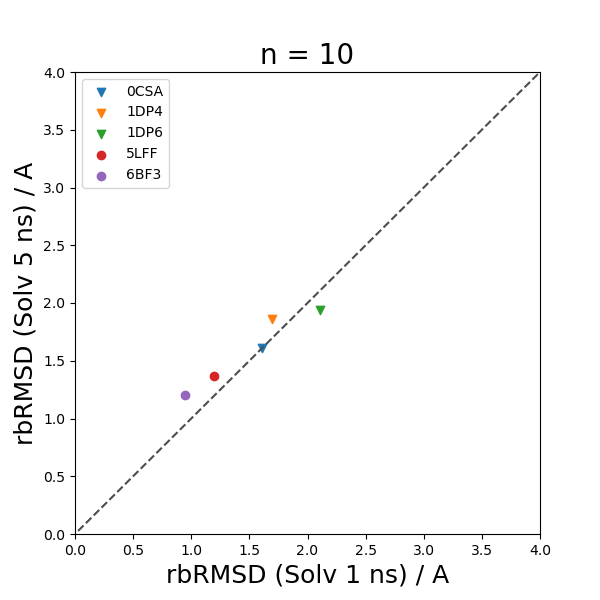 n = 10
0CSA
1DP4
1DP6
5LFF
6BF3
rbRMSD (Solv 5 ns) / A
4.0
3.5
3.0
2.5
2.0
1.5
1.0
0.5
0.0
0.0 0.5 1.0 1.5 2.0 2.5 3.0 3.5 4.0
rbRMSD (Solv 1 ns) / A